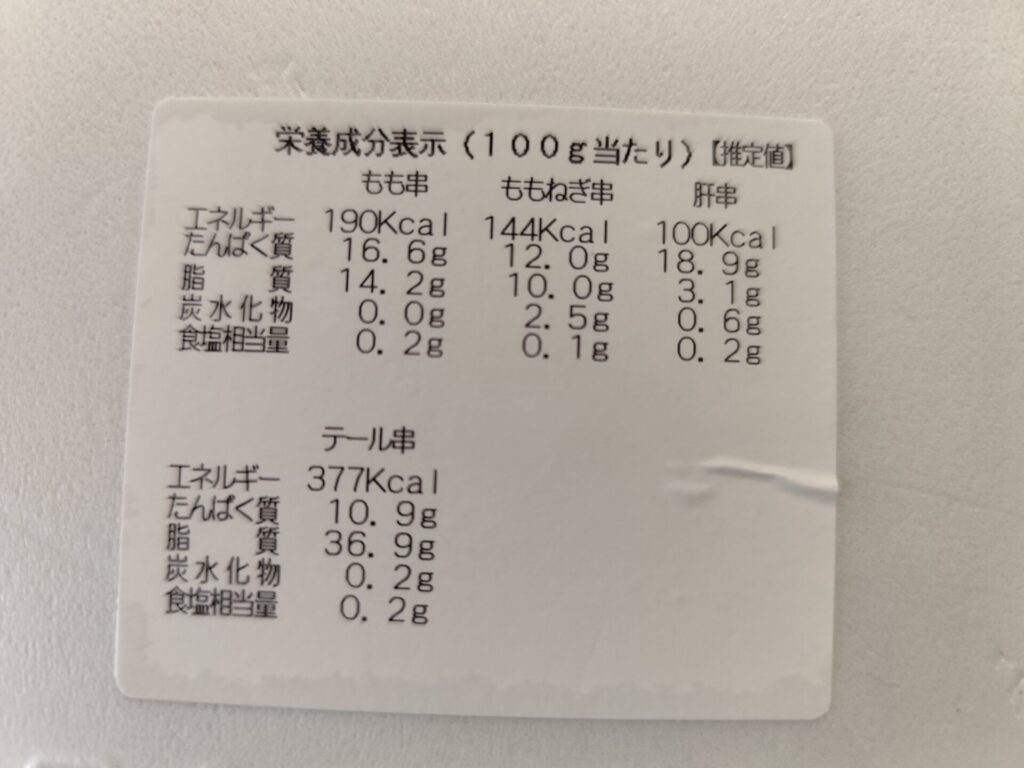 栄養成分表示（１００ｇ当たり）【推定値】
もも串 ももねぎ串 肝串
エネルギー 190Kcal 144Kcal 100Kcal
たんぱく質 16.6g 12.0g 18.9g
脂質 14.2g 10.0g 3.1g
炭水化物 0.0g 2.5g 0.6g
食塩相当量 0.2g 0.1g 0.2g
テール串
エネルギー 377Kcal
たんぱく質 10.9g
脂質 36.9g
炭水化物 0.2g
食塩相当量 0.2g